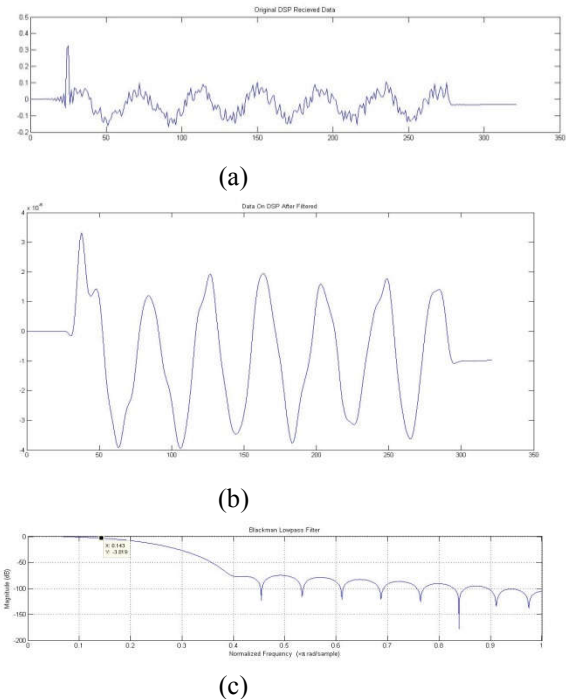 Original DSP Recieved Data
0.6
0.5
0.4
0.3
0.2
0.1
0
-0.1
-0.2
0 50 100 150 200 250 300 350
(a)
Data On DSP After Filtered
4
3
2
1
0
-1
-2
-3
-4
0 50 100 150 200 250 300 350
(b)
Blackman Lowpass Filter
Magnitude (dB)
0
-50
-100
-150
-200
X: 0.143
Y: -3.019
0 0.1 0.2 0.3 0.4 0.5 0.6 0.7 0.8 0.9 1
Normalized Frequency (×π rad/sample)
(c)